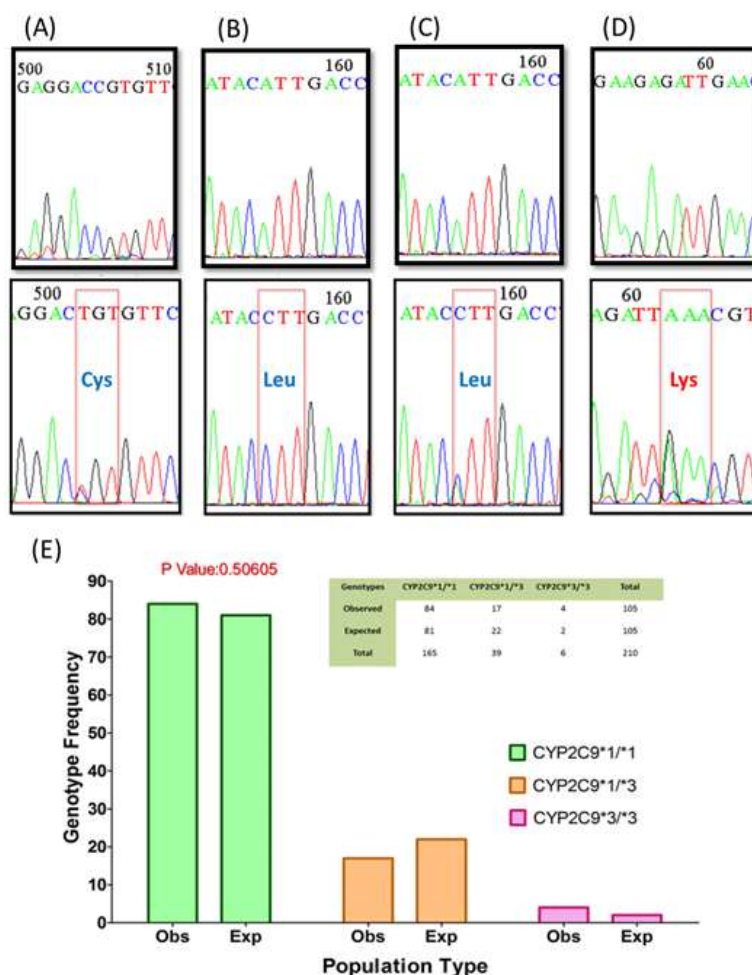 (A)
(B)
(C)
(D)
500 510
GAGGACCGTGTT
160
ATACATTGACC
160
ATACATTGACC
60
GAAGAGATTGAA
500
AGGACTGTGTTC
Cys
160
ATACCTTGACC
Leu
160
ATACCTTGACC
Leu
60
AGATTAAACGT
Lys
(E)
P Value:0.50605
Genotypes CYP2C9*1/*1 CYP2C9*1/*3 CYP2C9*3/*3 Total
Observed 84 17 4 105
Expected 81 22 2 105
Total 165 39 6 210
90
80
70
60
50
40
30
20
10
0
Genotype Frequency
CYP2C9*1/*1
CYP2C9*1/*3
CYP2C9*3/*3
Obs Exp Obs Exp Obs Exp
Population Type